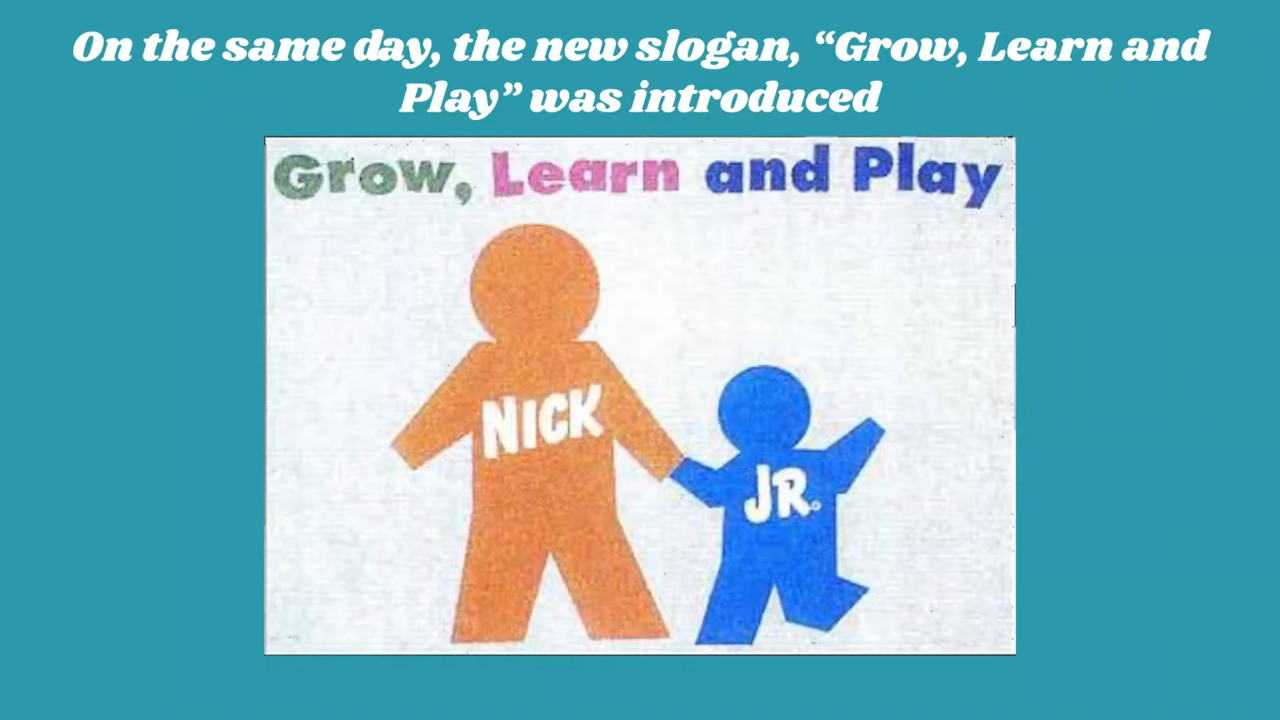 On the same day, the new slogan, “Grow, Learn and
Play” was introduced
Grow, Learn and Play
NICK
JR.